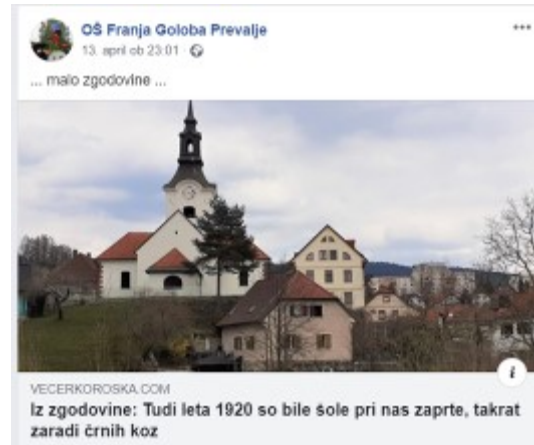 OŠ Franja Goloba Prevalje
13. april ob 23:01 ·
... malo zgodovine ...
VECERKOROSKA.COM
Iz zgodovine: Tudi leta 1920 so bile šole pri nas zaprte, takrat
zaradi črnih koz